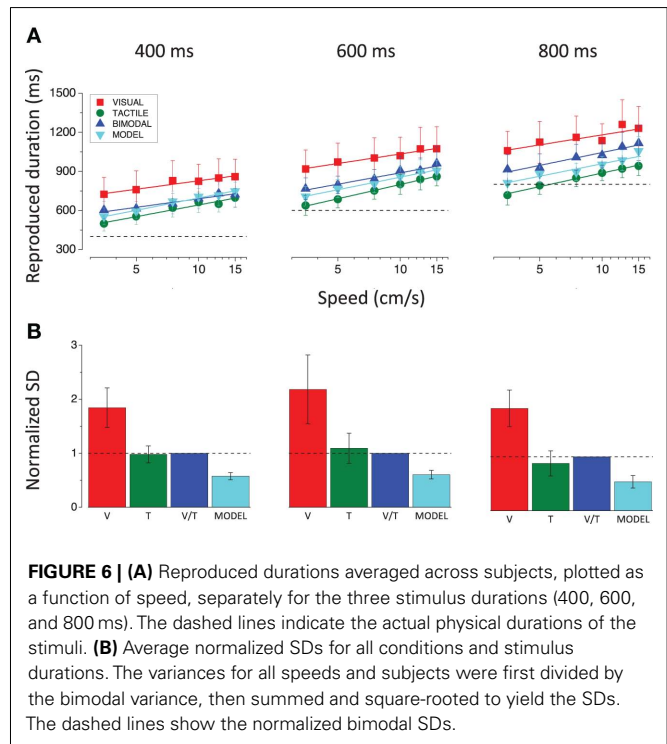 A
400 ms
600 ms
800 ms
Reproduced duration (ms)
1500
1200
900
600
300
VISUAL
TACTILE
BIMODAL
MODEL
5 10 15
5 10 15
5 10 15
Speed (cm/s)
B
Normalized SD
3
2
1
0
V T V/T MODEL
V T V/T MODEL
V T V/T MODEL
FIGURE 6 | (A) Reproduced durations averaged across subjects, plotted as
a function of speed, separately for the three stimulus durations (400, 600,
and 800 ms). The dashed lines indicate the actual physical durations of the
stimuli. (B) Average normalized SDs for all conditions and stimulus
durations. The variances for all speeds and subjects were first divided by
the bimodal variance, then summed and square-rooted to yield the SDs.
The dashed lines show the normalized bimodal SDs.